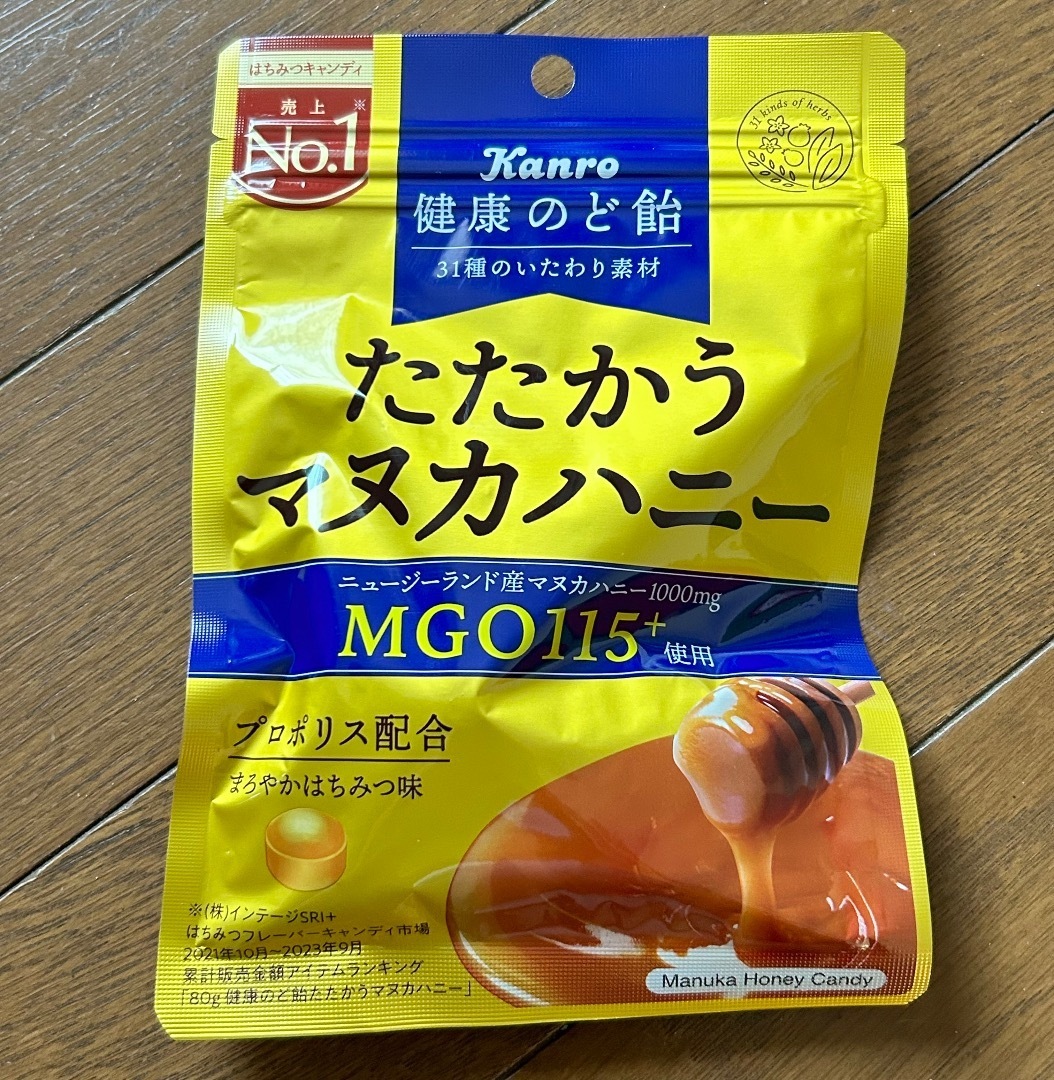 はちみつキャンディ
売上※
No.1
31 kinds of herbs
Kanro
健康のど飴
31種のいたわり素材
たたかう
マヌカハニー
ニュージーランド産マヌカハニー1000mg
MGO115+使用
プロポリス配合
まろやかはちみつ味
※(株)インテージSRI+
はちみつフレーバーキャンディ市場
2021年10月~2023年9月
累計販売金額アイテムランキング
「80g 健康のど飴たたかうマヌカハニー」
Manuka Honey Candy